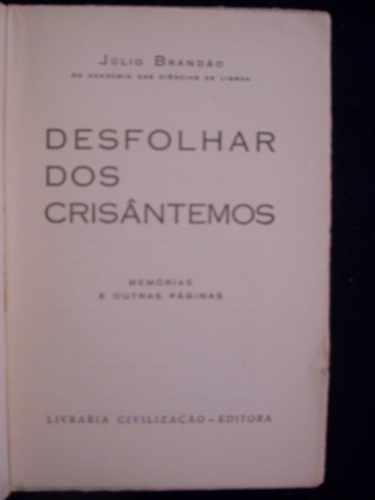 JÚLIO BRANDÃO
DA ACADEMIA DAS CIÊNCIAS DE LISBOA
DESFOLHAR
DOS
CRISÂNTEMOS
MEMÓRIAS
E OUTRAS PÁGINAS
LIVRARIA CIVILIZAÇÃO - EDITORA